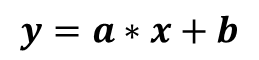 y = a * x + b